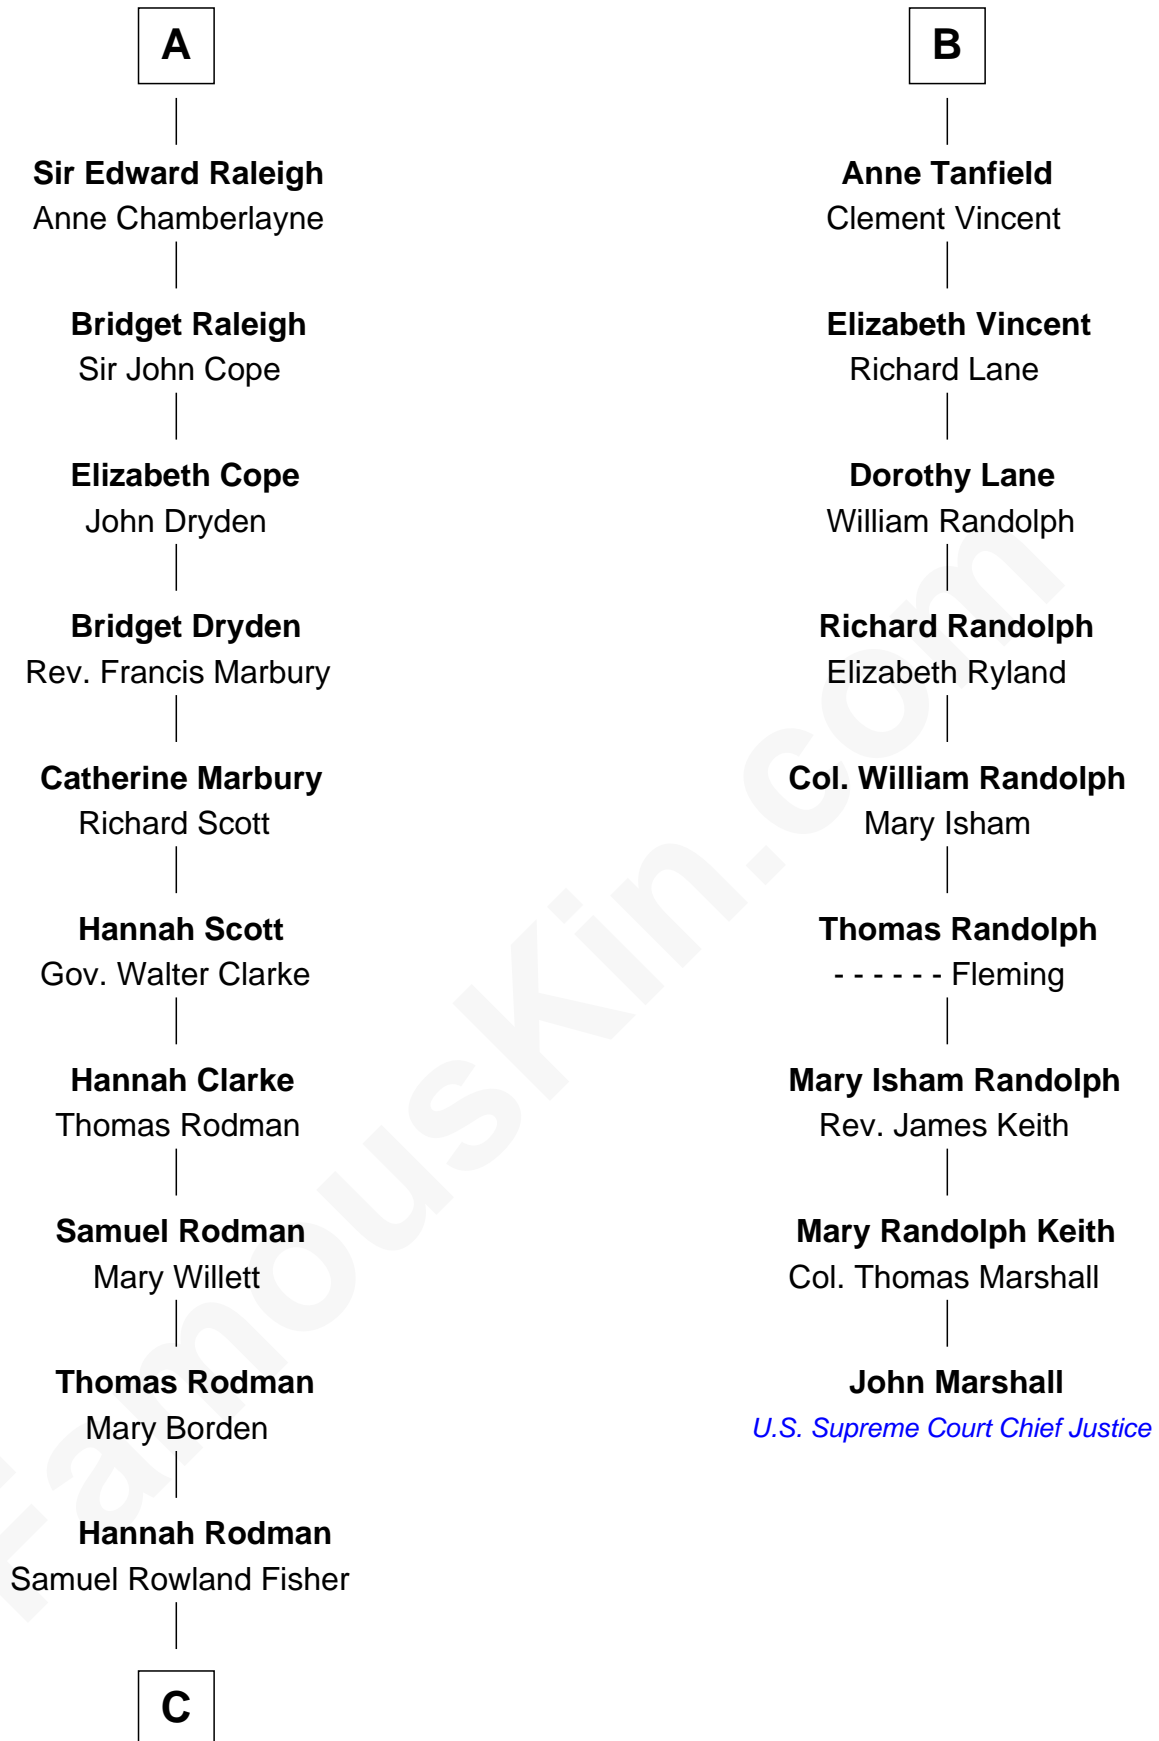 A
Sir Edward Raleigh
Anne Chamberlayne
Bridget Raleigh
Sir John Cope
Elizabeth Cope
John Dryden
Bridget Dryden
Rev. Francis Marbury
Catherine Marbury
Richard Scott
Hannah Scott
Gov. Walter Clarke
Hannah Clarke
Thomas Rodman
Samuel Rodman
Mary Willett
Thomas Rodman
Mary Borden
Hannah Rodman
Samuel Rowland Fisher
C
B
Anne Tanfield
Clement Vincent
Elizabeth Vincent
Richard Lane
Dorothy Lane
William Randolph
Richard Randolph
Elizabeth Ryland
Col. William Randolph
Mary Isham
Thomas Randolph
- - - - - - Fleming
Mary Isham Randolph
Rev. James Keith
Mary Randolph Keith
Col. Thomas Marshall
John Marshall
U.S. Supreme Court Chief Justice
FamousKin.com